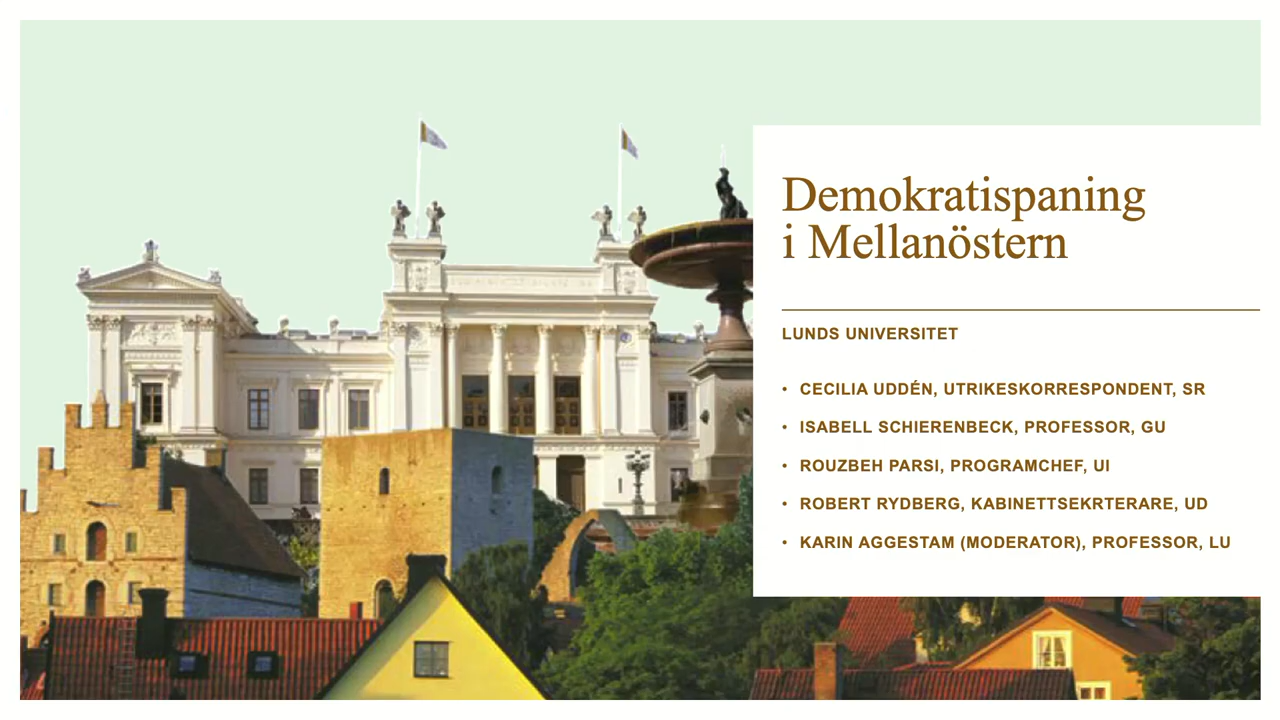 Demokratispaning
i Mellanöstern
LUNDS UNIVERSITET
• CECILIA UDDÉN, UTRIKESKORRESPONDENT, SR
• ISABELL SCHIERENBECK, PROFESSOR, GU
• ROUZBEH PARSI, PROGRAMCHEF, UI
• ROBERT RYDBERG, KABINETTSEKRTERARE, UD
• KARIN AGGESTAM (MODERATOR), PROFESSOR, LU